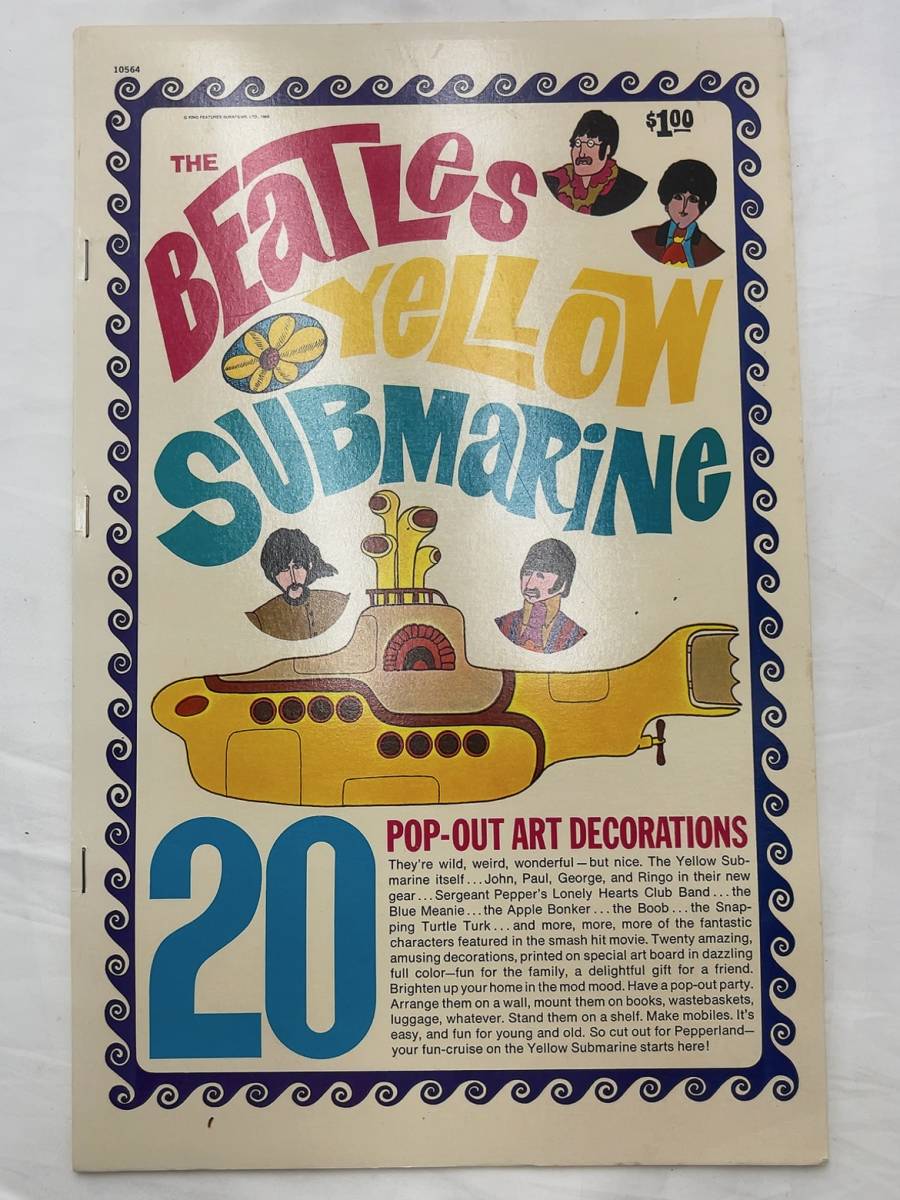 10564
© KING FEATURES-SUBAFILMS, LTD., 1968
$1.00
THE
BEATLES
YELLOW
SUBMARINE
20
POP-OUT ART DECORATIONS
They're wild, weird, wonderful—but nice. The Yellow Sub-
marine itself...John, Paul, George, and Ringo in their new
gear...Sergeant Pepper's Lonely Hearts Club Band...the
Blue Meanie...the Apple Bonker...the Boob...the Snap-
ping Turtle Turk...and more, more, more of the fantastic
characters featured in the smash hit movie. Twenty amazing,
amusing decorations, printed on special art board in dazzling
full color—fun for the family, a delightful gift for a friend.
Brighten up your home in the mod mood. Have a pop-out party.
Arrange them on a wall, mount them on books, wastebaskets,
luggage, whatever. Stand them on a shelf. Make mobiles. It's
easy, and fun for young and old. So cut out for Pepperland—
your fun-cruise on the Yellow Submarine starts here!